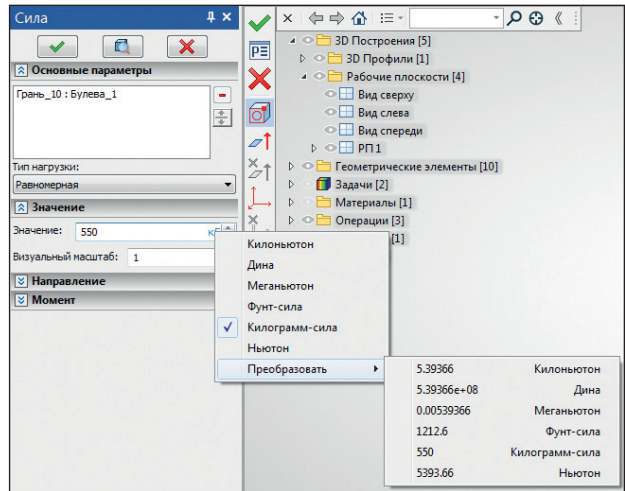 Сила
Основные параметры
Грань_10 : Булева_1
Тип нагрузки:
Равномерная
Значение
Значение: 550
Визуальный масштаб: 1
Направление
Момент
3D Построения [5]
3D Профили [1]
Рабочие плоскости [4]
Вид сверху
Вид слева
Вид спереди
РП1
Геометрические элементы [10]
Задачи [2]
Материалы [1]
Операции [3]
[1]
Килоньютон
Дина
Меганьютон
Фунт-сила
Килограмм-сила
Ньютон
Преобразовать
5.39366 Килоньютон
5.39366e+08 Дина
0.00539366 Меганьютон
1212.6 Фунт-сила
550 Килограмм-сила
5393.66 Ньютон